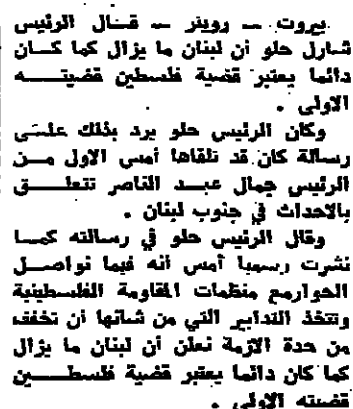 بيروت – رويتر – قال الرئيس
شارل حلو أن لبنان ما يزال كما كان
دائما يعتبر قضية فلسطين قضيته
الاولى .
وكان الرئيس حلو يرد بذلك على
رسالة كان قد تلقاها أمس الاول من
الرئيس جمال عبد الناصر تتعلق
بالاحداث في جنوب لبنان .
وقال الرئيس حلو في رسالته كما
نشرت رسميا أمس أنه فيما نواصل
الحوارمع منظمات المقاومة الفلسطينية
ونتخذ التدابير التي من شانها أن تخفف
من حدة الازمة نعلن أن لبنان ما يزال
كما كان دائما يعتبر قضية فلسطين
قضيته الاولى .